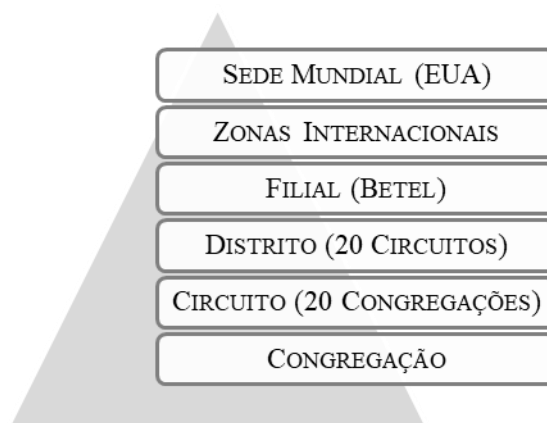 SEDE MUNDIAL (EUA)
ZONAS INTERNACIONAIS
FILIAL (BETEL)
DISTRITO (20 CIRCUITOS)
CIRCUITO (20 CONGREGAÇÕES)
CONGREGAÇÃO